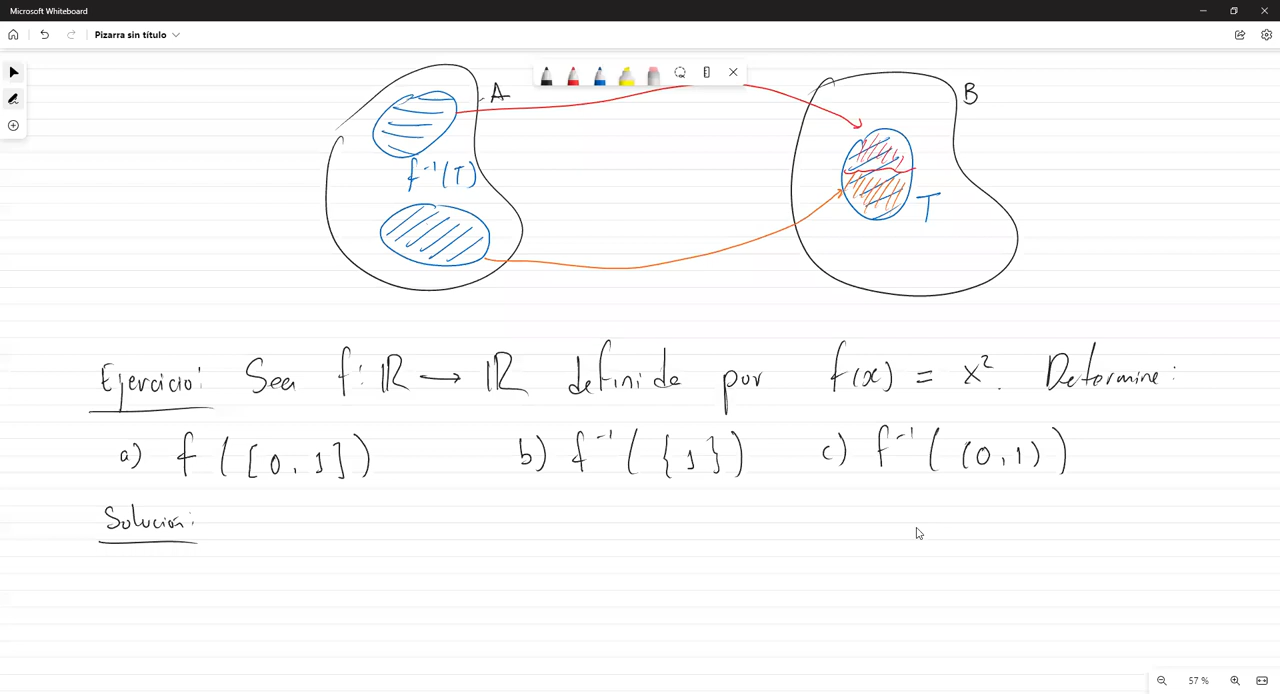 Microsoft Whiteboard
Pizarra sin título
A
B
f⁻¹(T)
T
Ejercicio: Sea f: ℝ → ℝ definida por f(x) = x². Determine:
a) f([0,1]) b) f⁻¹({1}) c) f⁻¹((0,1))
Solución:
57 %